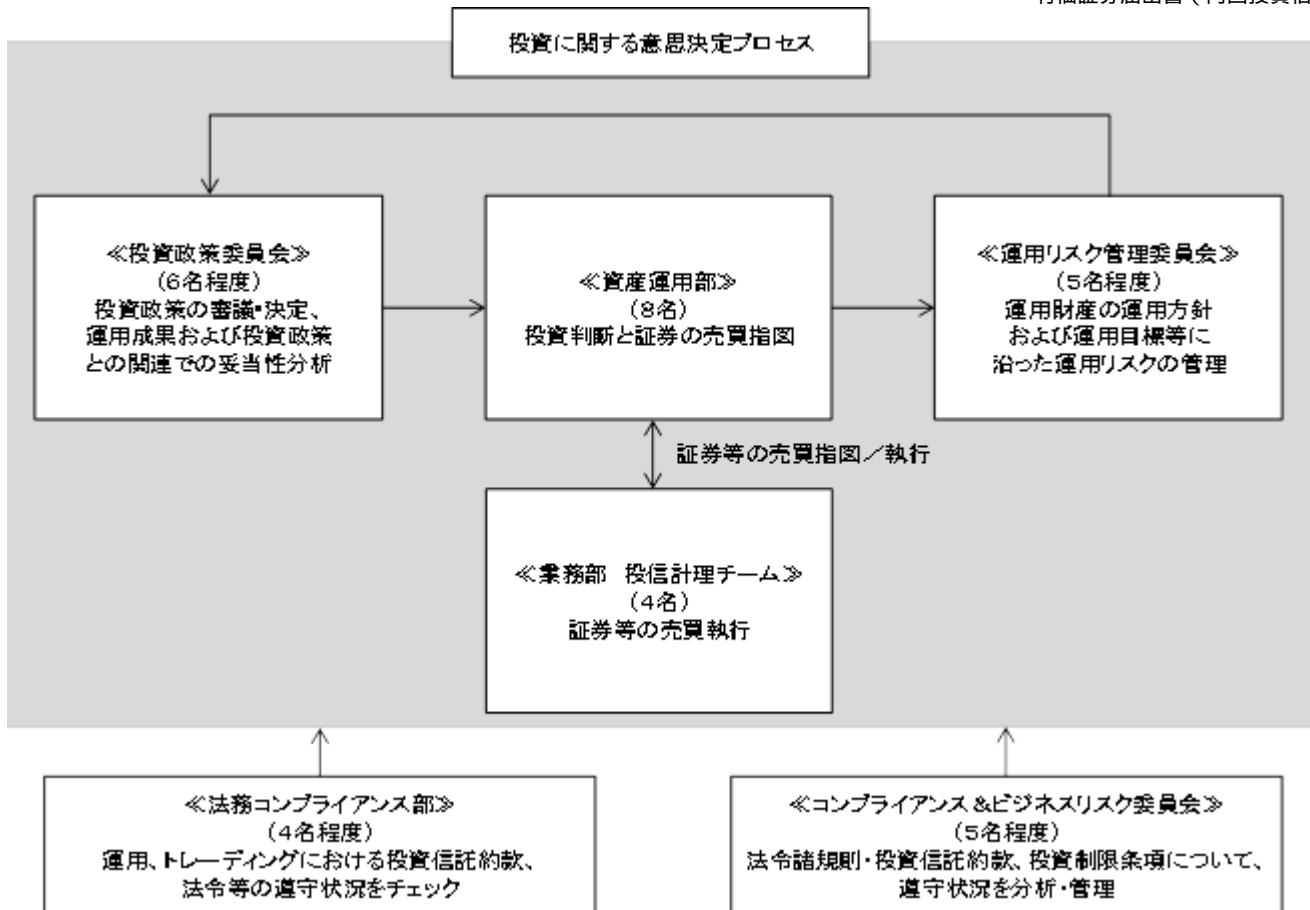 投資に関する意思決定プロセス
≪投資政策委員会≫
(6名程度)
投資政策の審議・決定、
運用成果および投資政策
との関連での妥当性分析
≪資産運用部≫
(8名)
投資判断と証券の売買指図
≪運用リスク管理委員会≫
(5名程度)
運用財産の運用方針
および運用目標等に
沿った運用リスクの管理
証券等の売買指図/執行
≪業務部 投信計理チーム≫
(4名)
証券等の売買執行
≪法務コンプライアンス部≫
(4名程度)
運用、トレーディングにおける投資信託約款、
法令等の遵守状況をチェック
≪コンプライアンス&ビジネスリスク委員会≫
(5名程度)
法令諸規則・投資信託約款、投資制限条項について、
遵守状況を分析・管理